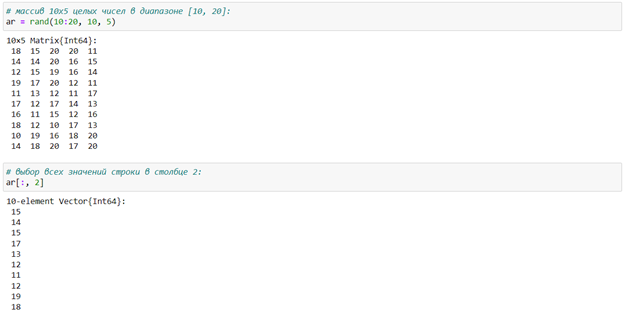 # массив 10x5 целых чисел в диапазоне [10, 20]:
ar = rand(10:20, 10, 5)
10×5 Matrix{Int64}:
18 15 20 20 11
14 14 20 16 15
12 15 19 16 14
19 17 20 12 11
11 13 12 11 17
17 12 17 14 13
16 11 15 12 16
18 12 10 17 13
10 19 16 18 20
14 18 20 17 20
# выбор всех значений строки в столбце 2:
ar[:, 2]
10-element Vector{Int64}:
15
14
15
17
13
12
11
12
19
18